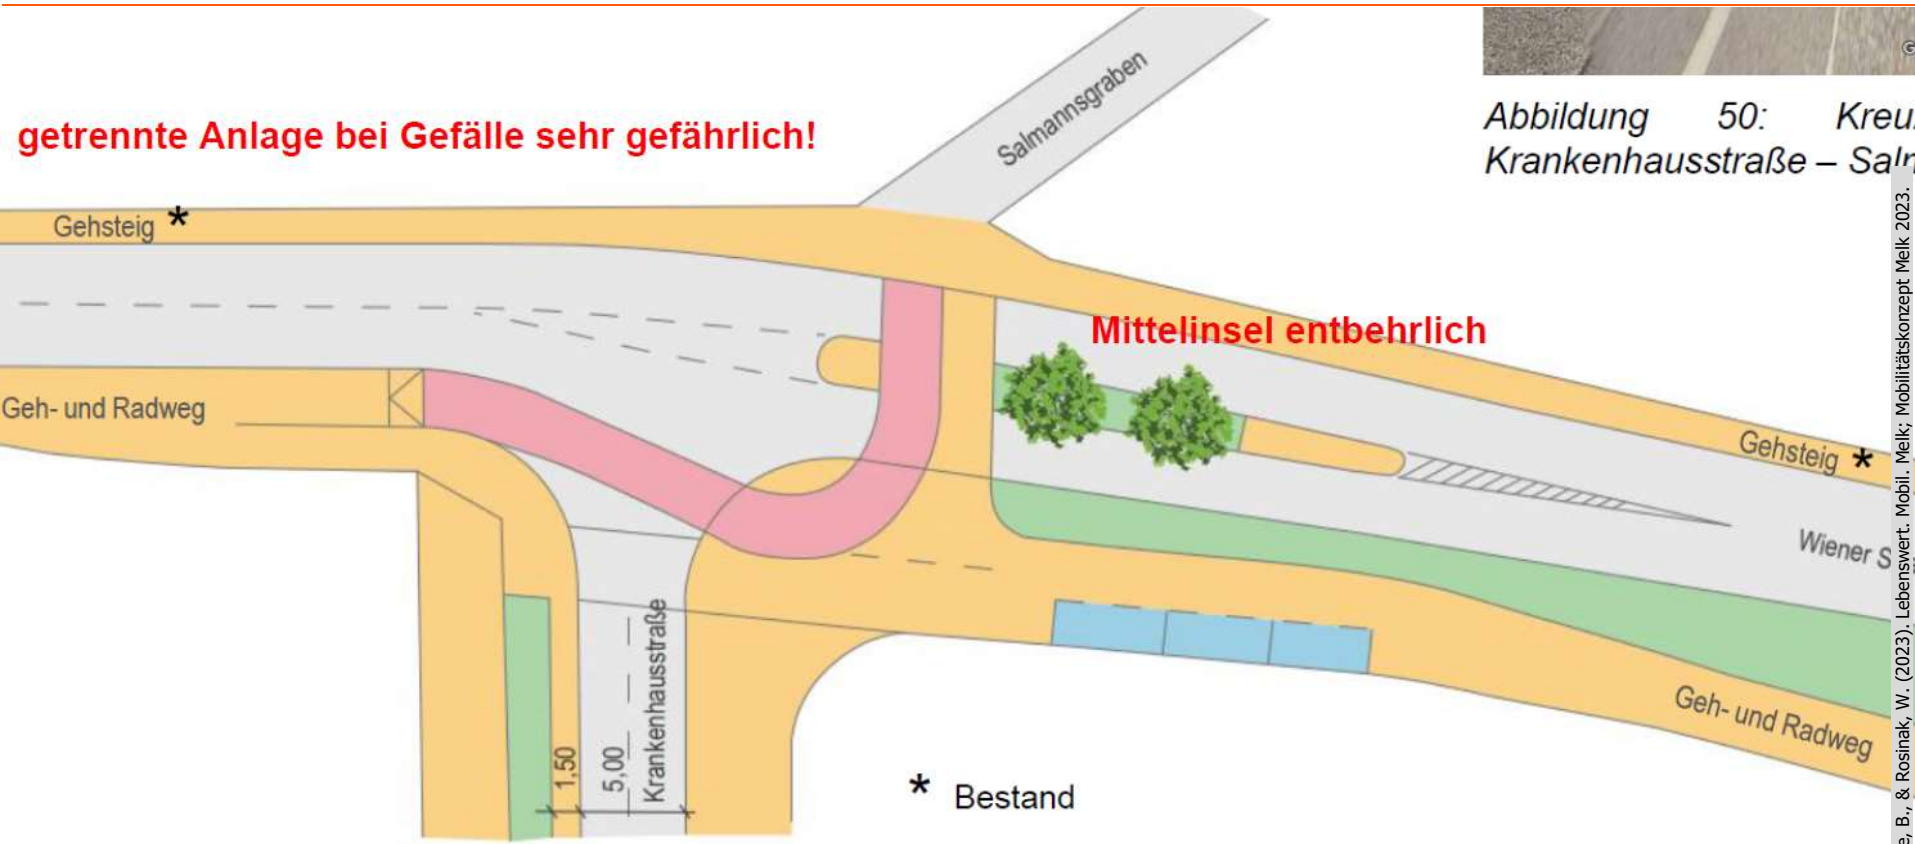 Salmannsgraben
getrennte Anlage bei Gefälle sehr gefährlich!
Abbildung 50:
Krankenhausstraße –
Gehsteig *
Mittelinsel entbehrlich
Geh- und Radweg
Gehsteig *
Wiener
Krankenhausstraße
1,50
5,00
Geh- und Radweg
* Bestand
B., & Rosinak, W. (2023). Lebenswert. Mobil. Melk; Mobilitätskonzept Melk 2023.